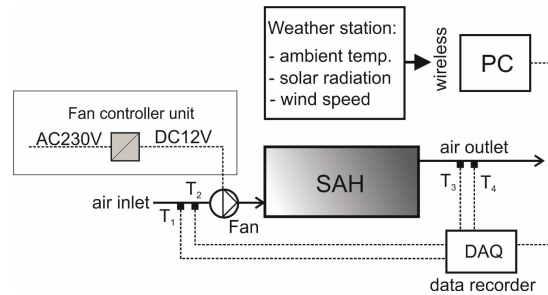 Weather station:
- ambient temp.
- solar radiation
- wind speed
wireless
PC
Fan controller unit
AC230V
DC12V
air inlet
T1
T2
Fan
SAH
air outlet
T3
T4
DAQ
data recorder